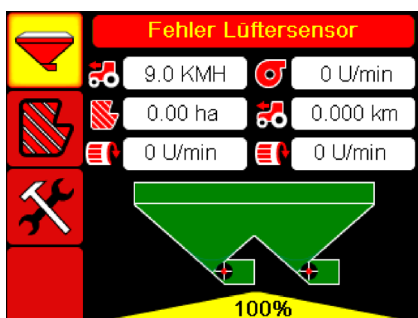 Fehler Lüftersensor
9.0 KMH 0 U/min
0.00 ha 0.000 km
0 U/min 0 U/min
100%